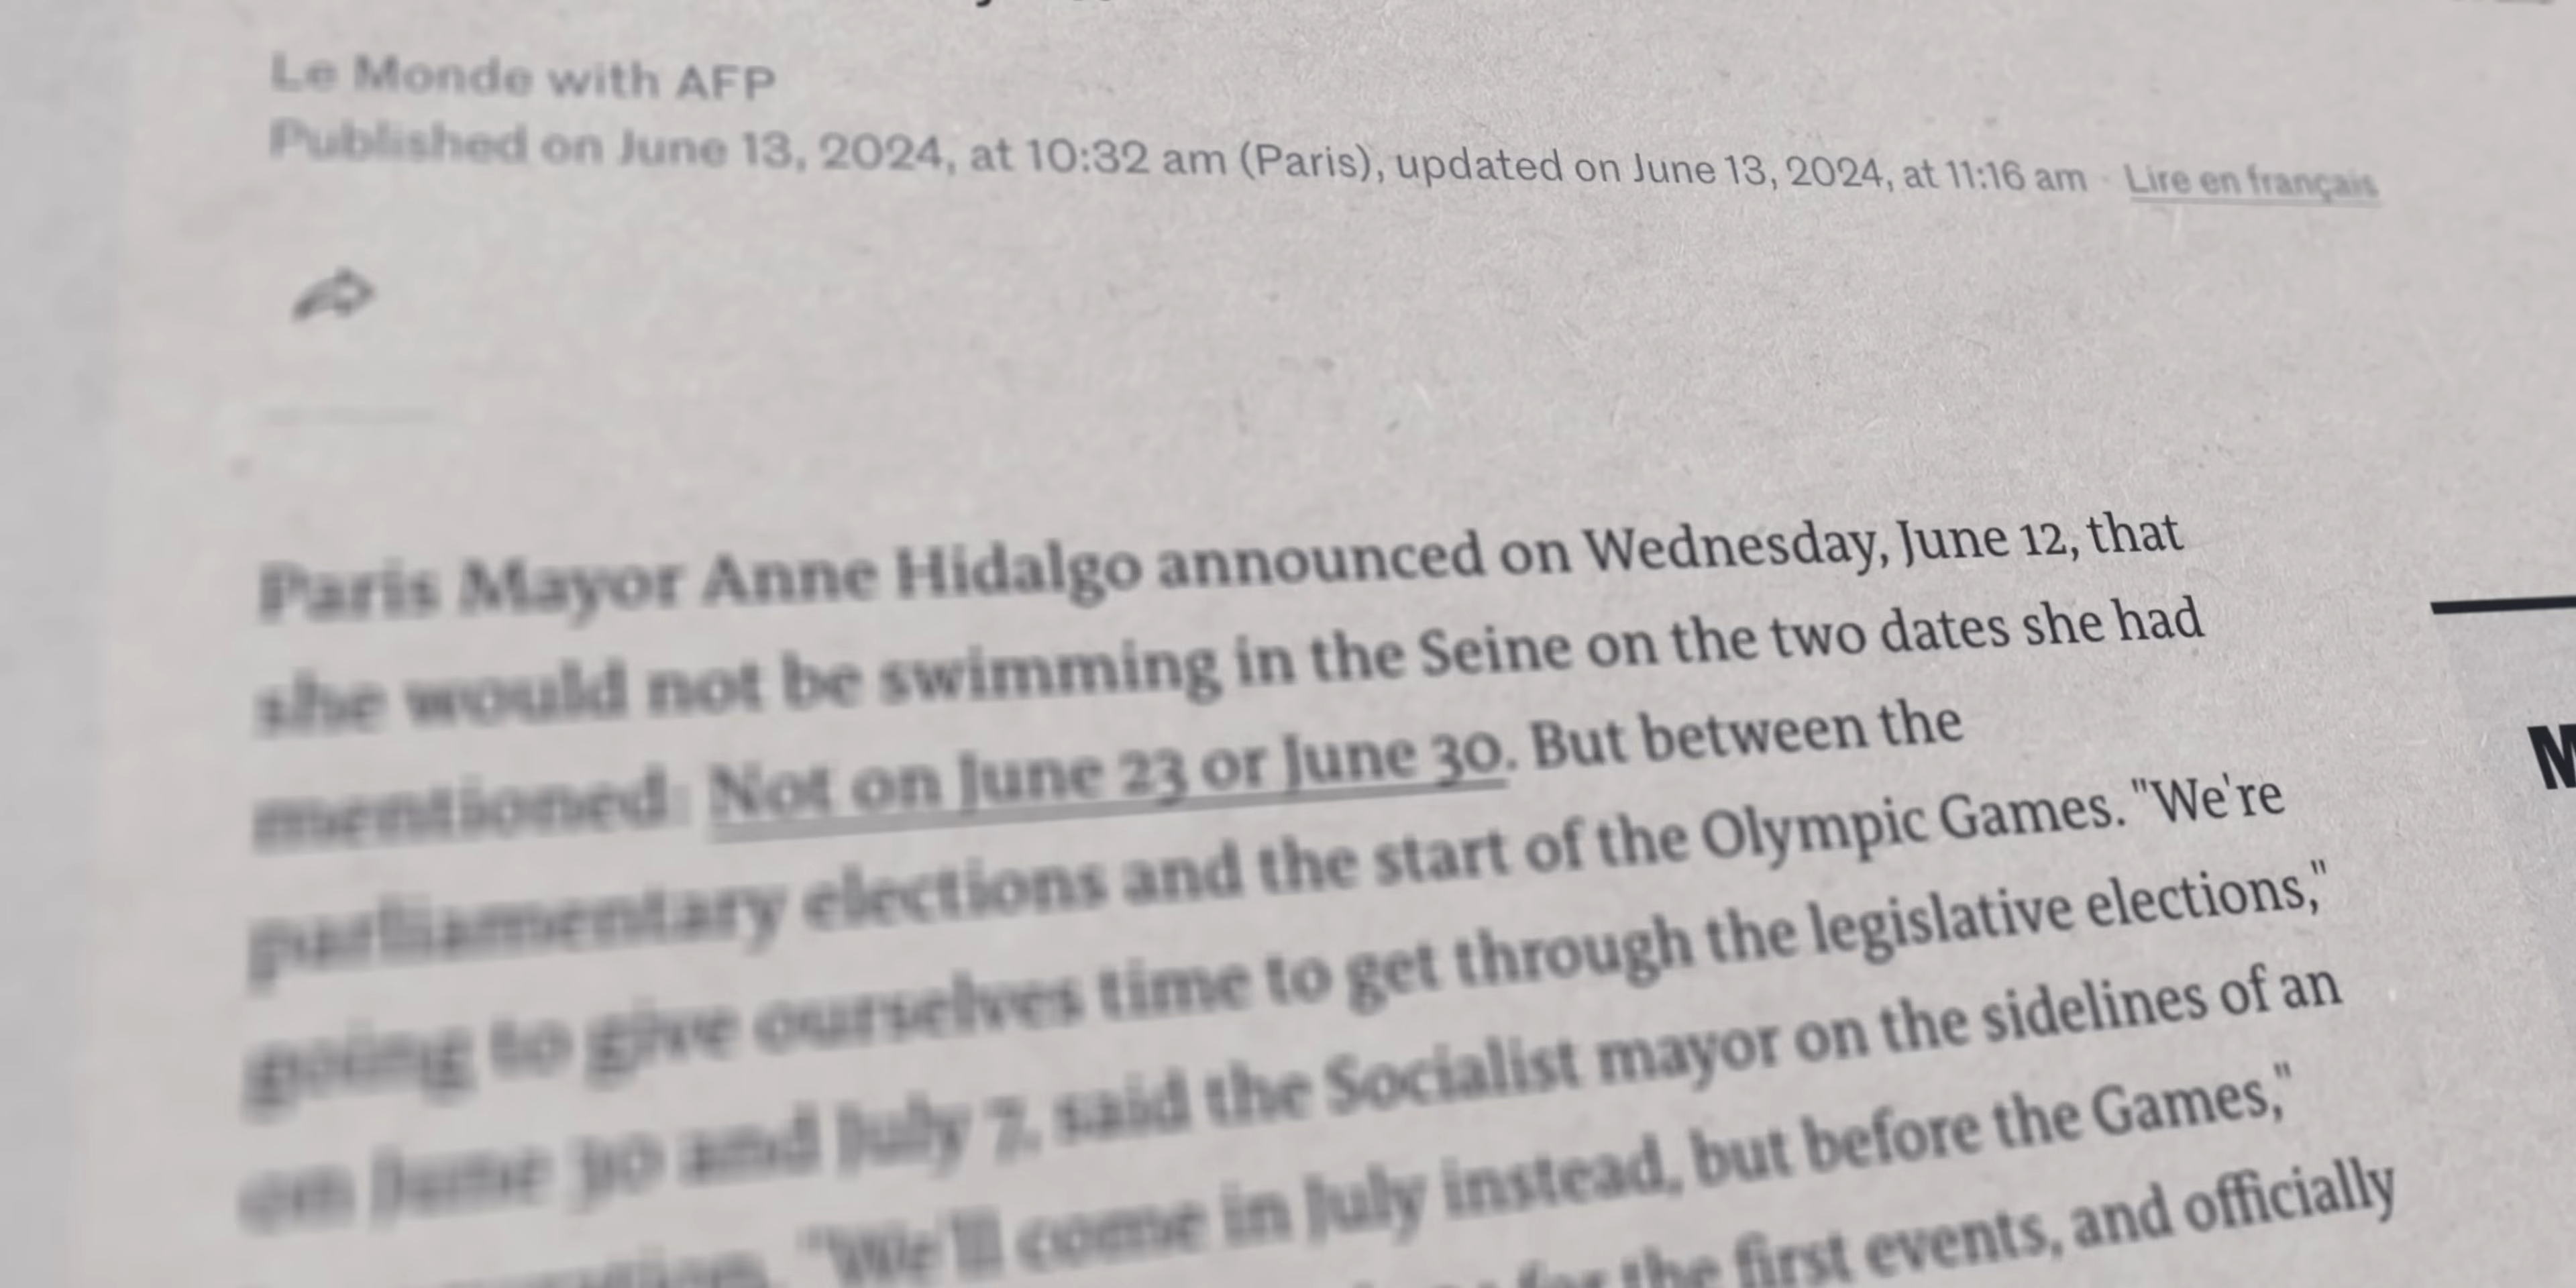 Le Monde with AFP
Published on June 13, 2024, at 10:32 am (Paris), updated on June 13, 2024, at 11:16 am · Lire en français
Paris Mayor Anne Hidalgo announced on Wednesday, June 12, that
she would not be swimming in the Seine on the two dates she had
mentioned: Not on June 23 or June 30. But between the
M
parliamentary elections and the start of the Olympic Games. "We're
going to give ourselves time to get through the legislative elections,"
on June 30 and July 7, said the Socialist mayor on the sidelines of an
"We'll come in July instead, but before the Games,"
for the first events, and officially